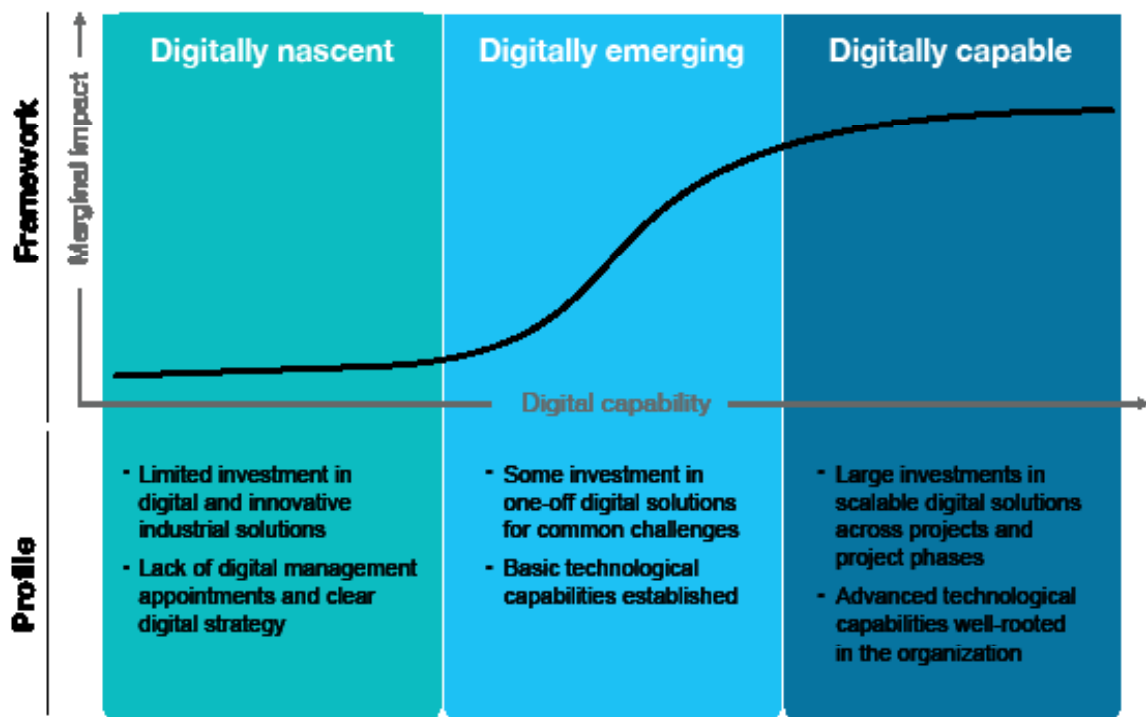 Digitally nascent
Digitally emerging
Digitally capable
Framework
Marginal impact
Digital capability
Profile
- Limited investment in
digital and innovative
industrial solutions
- Lack of digital management
appointments and clear
digital strategy
- Some investment in
one-off digital solutions
for common challenges
- Basic technological
capabilities established
- Large investments in
scalable digital solutions
across projects and
project phases
- Advanced technological
capabilities well-rooted
in the organization